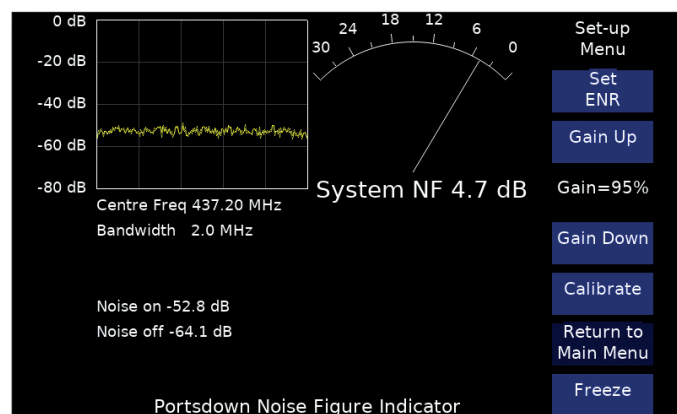 0 dB
-20 dB
-40 dB
-60 dB
-80 dB
30
24
18
12
6
0
System NF 4.7 dB
Centre Freq 437.20 MHz
Bandwidth 2.0 MHz
Noise on -52.8 dB
Noise off -64.1 dB
Portsdown Noise Figure Indicator
Set-up
Menu
Set
ENR
Gain Up
Gain=95%
Gain Down
Calibrate
Return to
Main Menu
Freeze